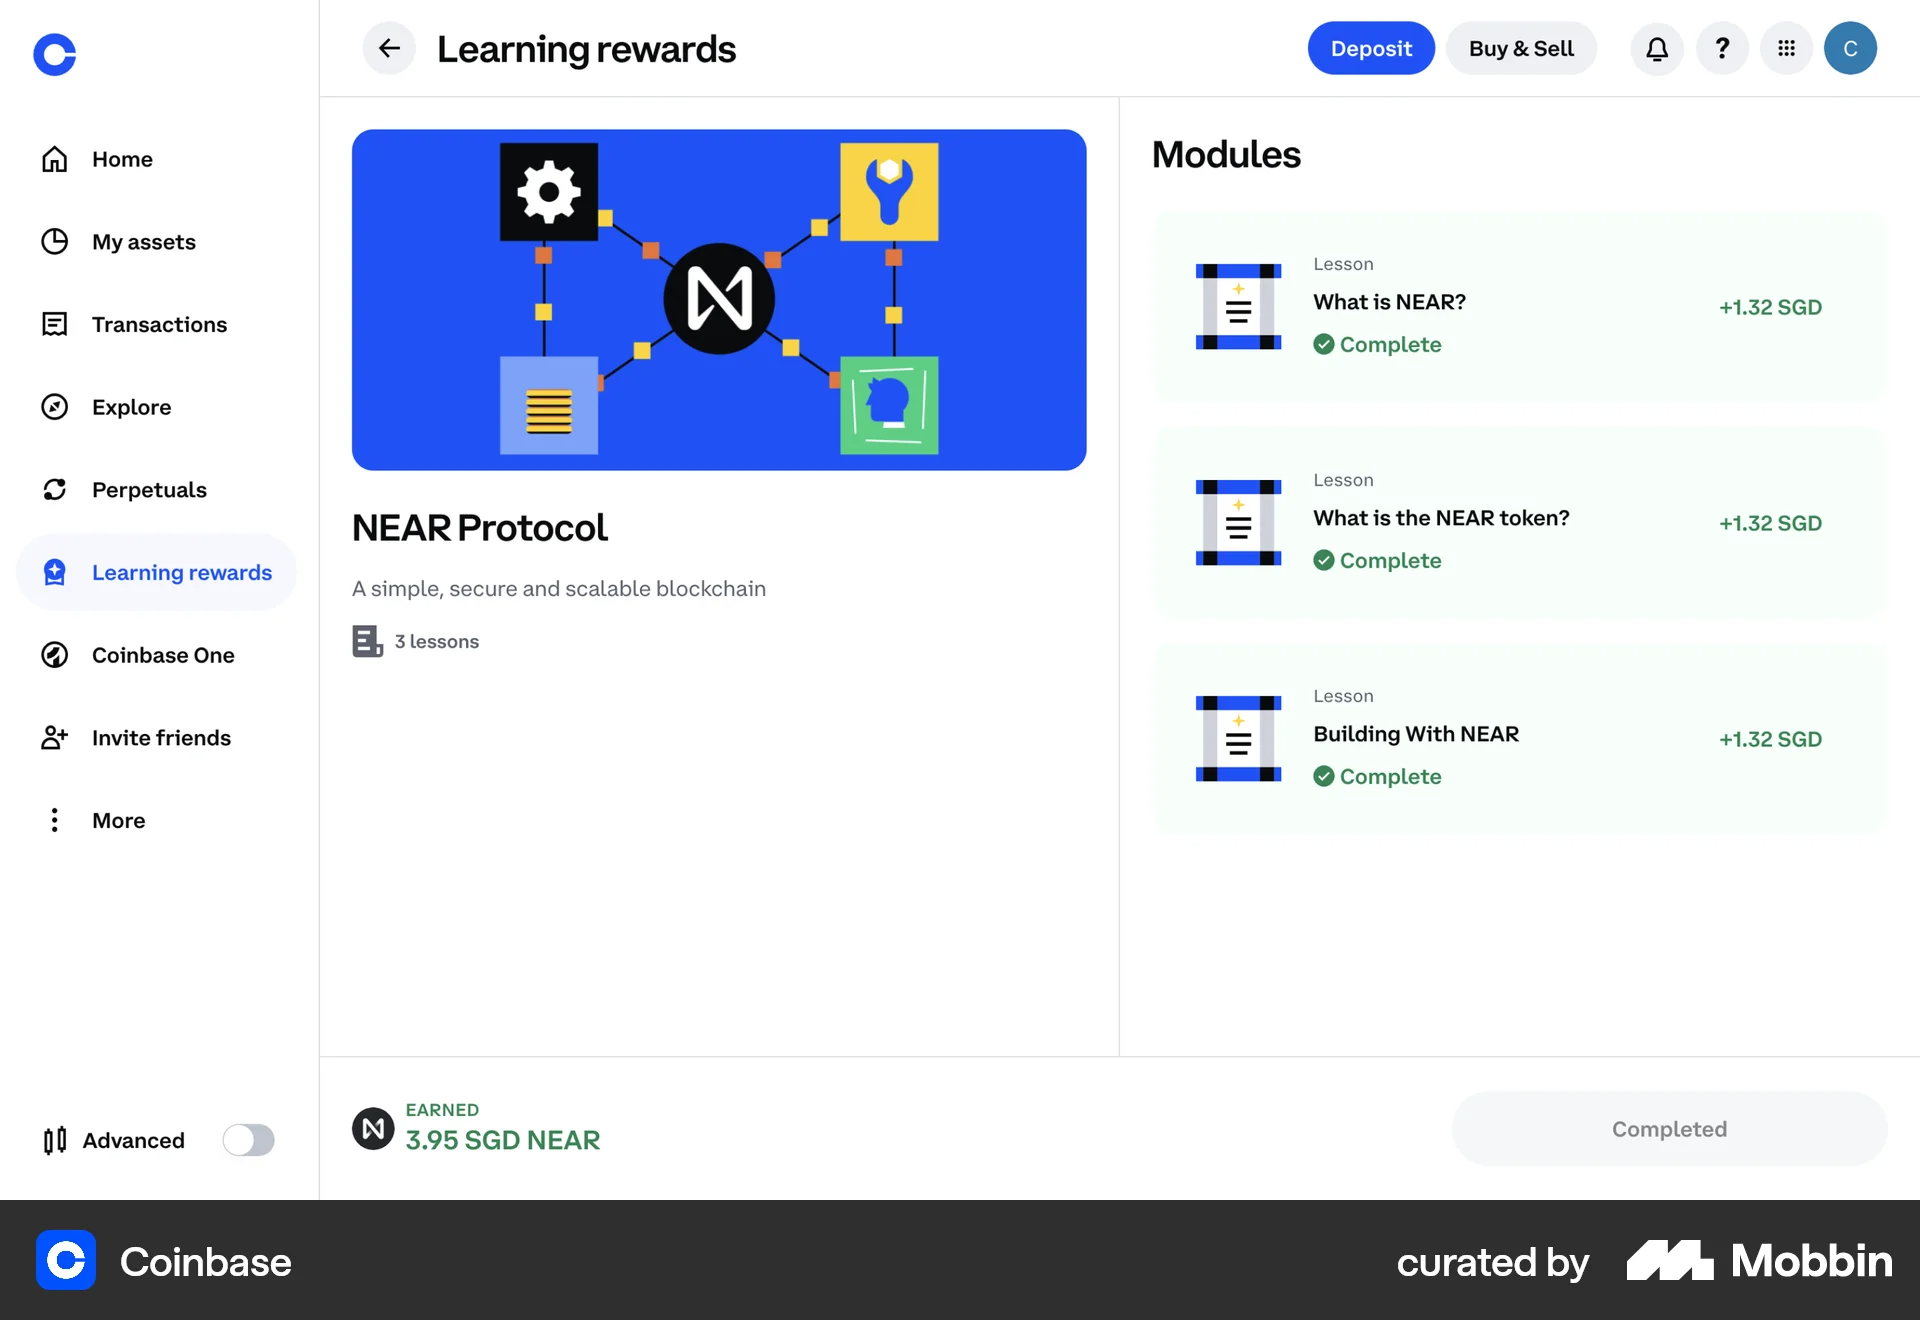 Learning rewards
Deposit
Buy & Sell
?
C
Home
My assets
Transactions
Explore
Perpetuals
Learning rewards
Coinbase One
Invite friends
More
Advanced
NEAR Protocol
A simple, secure and scalable blockchain
3 lessons
Modules
Lesson
What is NEAR?
Complete
+1.32 SGD
Lesson
What is the NEAR token?
Complete
+1.32 SGD
Lesson
Building With NEAR
Complete
+1.32 SGD
EARNED
3.95 SGD NEAR
Completed
Coinbase
curated by
Mobbin